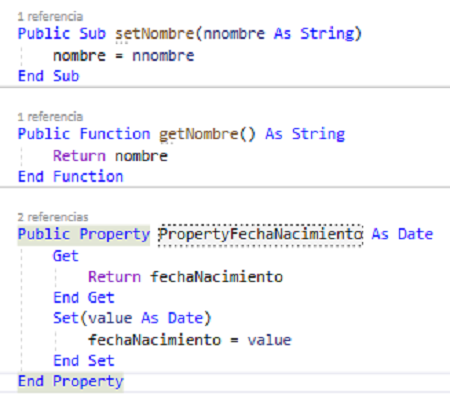 1 referencia
Public Sub setNombre(nnombre As String)
nombre = nnombre
End Sub
1 referencia
Public Function getNombre() As String
Return nombre
End Function
2 referencias
Public Property PropertyFechaNacimiento As Date
Get
Return fechaNacimiento
End Get
Set(value As Date)
fechaNacimiento = value
End Set
End Property